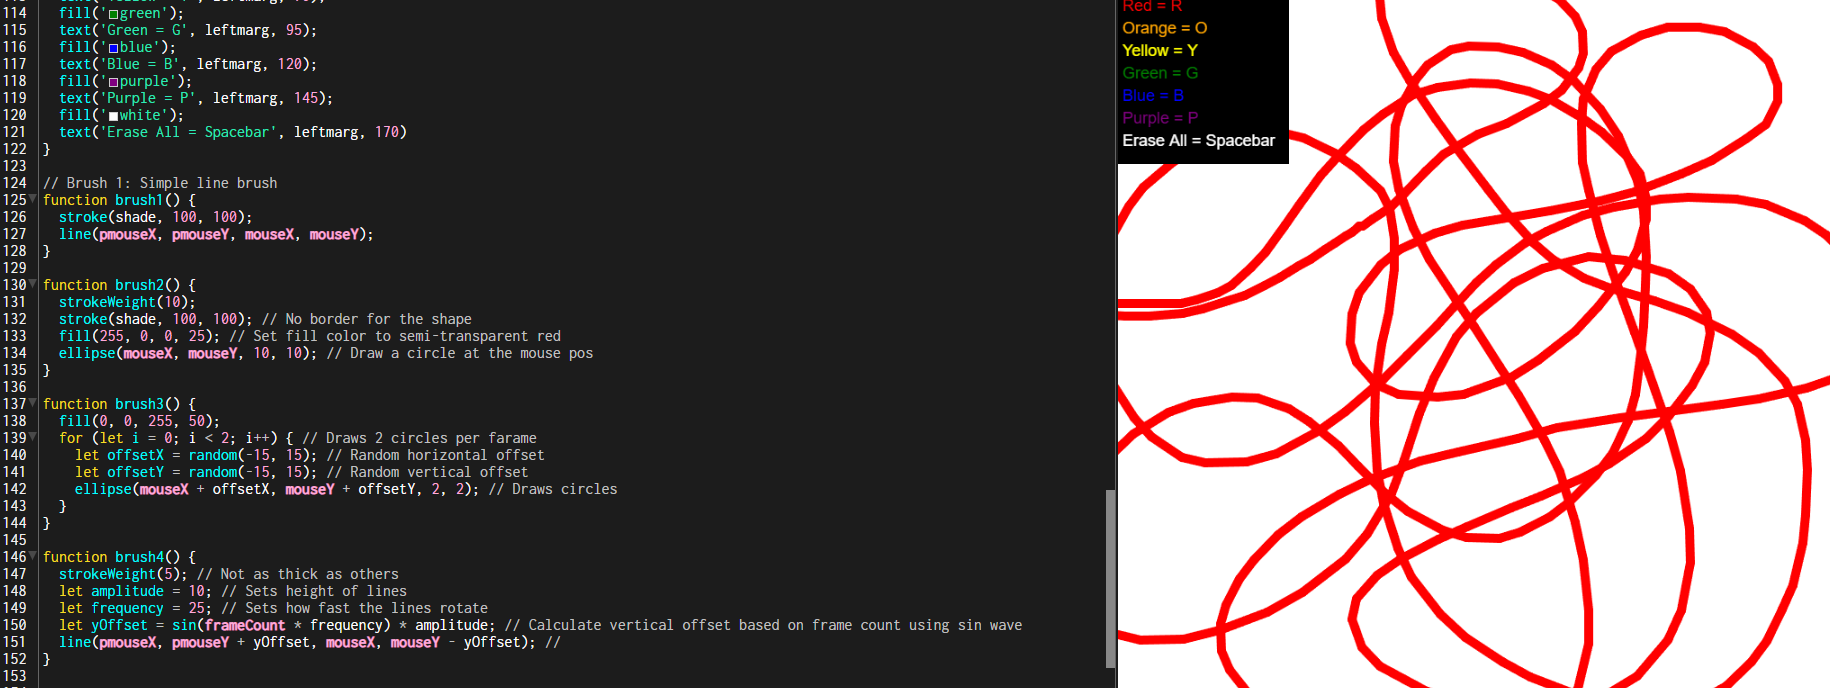 114 fill('green');
115 text('Green = G', leftmarg, 95);
116 fill('blue');
117 text('Blue = B', leftmarg, 120);
118 fill('purple');
119 text('Purple = P', leftmarg, 145);
120 fill('white');
121 text('Erase All = Spacebar', leftmarg, 170)
122 }
123
124 // Brush 1: Simple line brush
125 function brush1() {
126 stroke(shade, 100, 100);
127 line(pmouseX, pmouseY, mouseX, mouseY);
128 }
129
130 function brush2() {
131 strokeWeight(10);
132 stroke(shade, 100, 100); // No border for the shape
133 fill(255, 0, 0, 25); // Set fill color to semi-transparent red
134 ellipse(mouseX, mouseY, 10, 10); // Draw a circle at the mouse pos
135 }
136
137 function brush3() {
138 fill(0, 0, 255, 50);
139 for (let i = 0; i < 2; i++) { // Draws 2 circles per farame
140 let offsetX = random(-15, 15); // Random horizontal offset
141 let offsetY = random(-15, 15); // Random vertical offset
142 ellipse(mouseX + offsetX, mouseY + offsetY, 2, 2); // Draws circles
143 }
144 }
145
146 function brush4() {
147 strokeWeight(5); // Not as thick as others
148 let amplitude = 10; // Sets height of lines
149 let frequency = 25; // Sets how fast the lines rotate
150 let yOffset = sin(frameCount * frequency) * amplitude; // Calculate vertical offset based on frame count using sin wave
151 line(pmouseX, pmouseY + yOffset, mouseX, mouseY - yOffset); //
152 }
153
Red = R
Orange = O
Yellow = Y
Green = G
Blue = B
Purple = P
Erase All = Spacebar